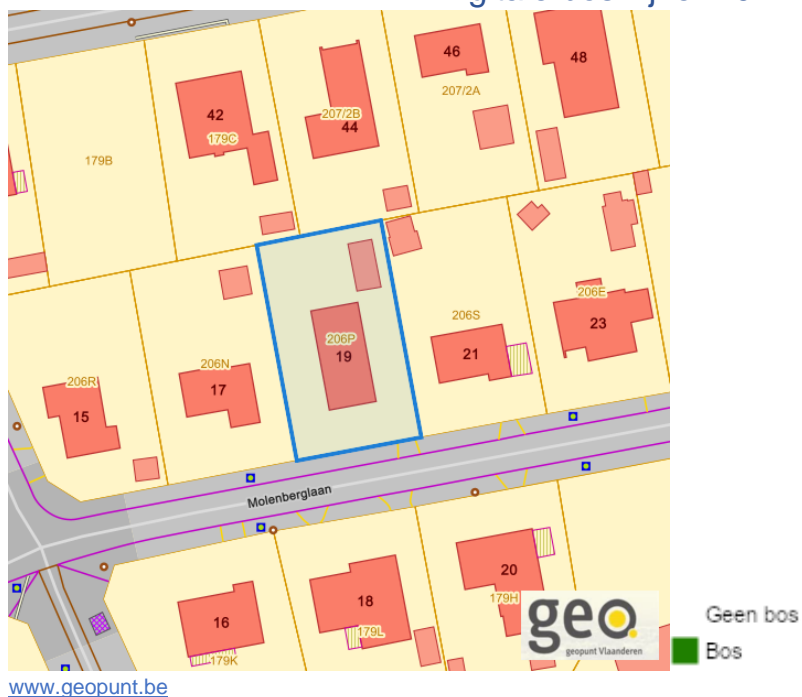 46
48
42
207/2A
207/2B
44
179C
179B
206S
206E
23
206P
19
21
206N
17
206R
15
Molenberglaan
20
18
179H
16
179L
179K
geo.
geopunt Vlaanderen
Geen bos
Bos
www.geopunt.be